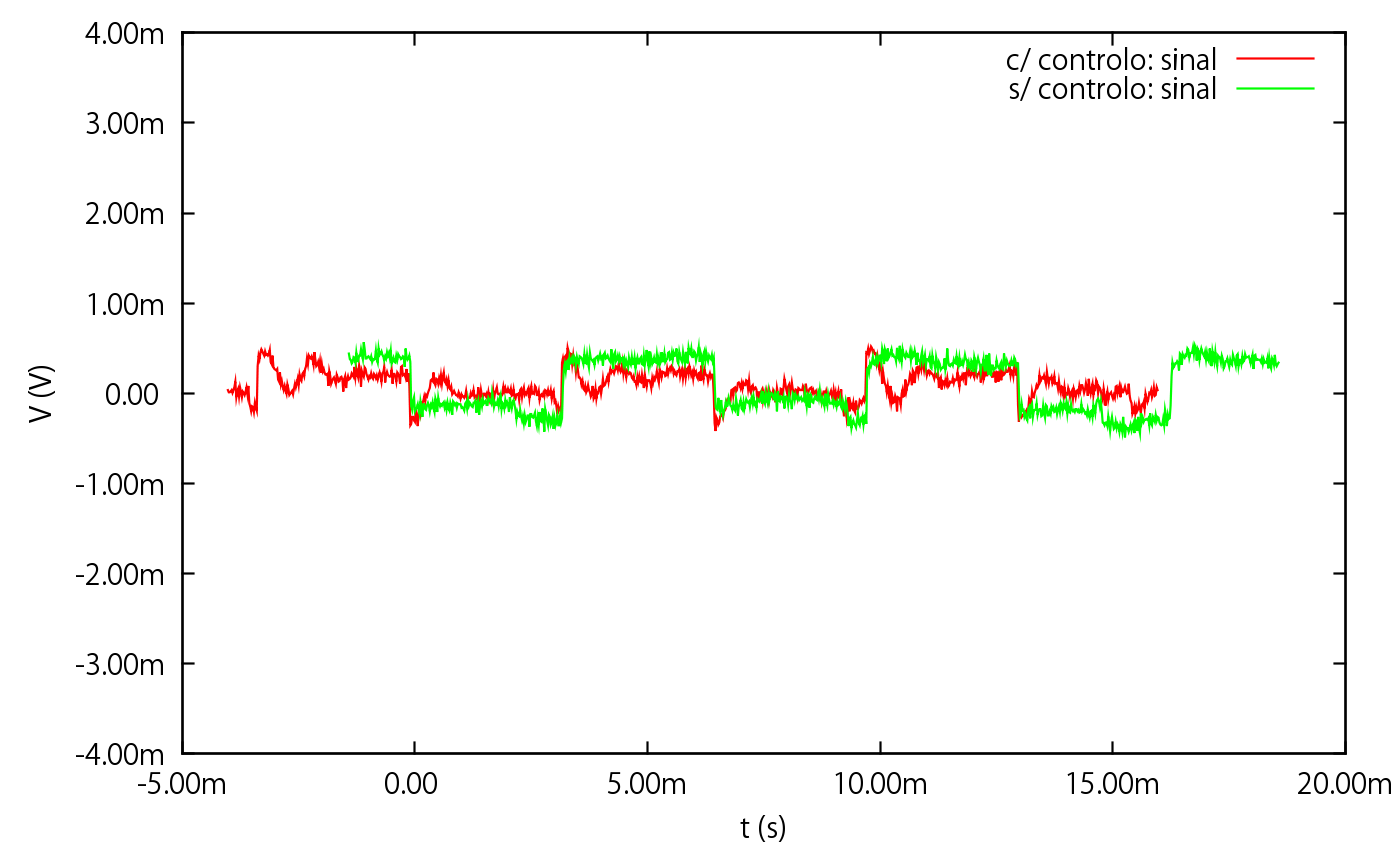 4.00m
c/ controlo: sinal
s/ controlo: sinal
3.00m
2.00m
1.00m
V (V)
0.00
-1.00m
-2.00m
-3.00m
-4.00m
-5.00m 0.00 5.00m 10.00m 15.00m 20.00m
t (s)